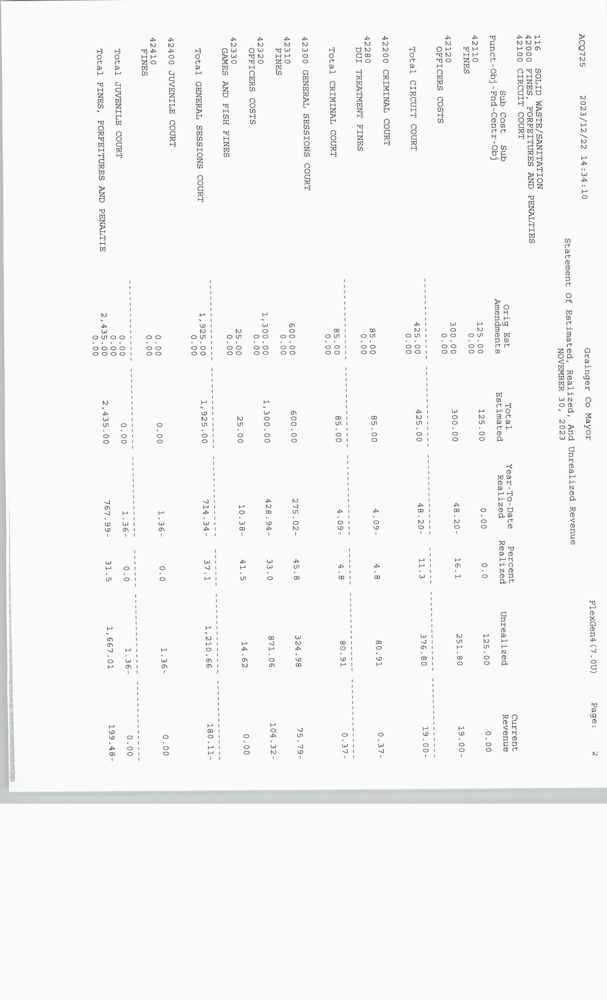 ACQ725 2023/12/22 14:34:10 Grainger Co Mayor FlexGen4(7.0U) Page: 2
Statement Of Estimated, Realized, And Unrealized Revenue
NOVEMBER 30, 2023
116 SOLID WASTE/SANITATION
42000 FINES, FORFEITURES AND PENALTIES
42100 CIRCUIT COURT
Sub Cost Sub Orig Est Total Year-To-Date Percent Current
Funct-Obj-Fnd-Centr-Obj Amendments Estimated Realized Realized Unrealized Revenue
42110 125.00 125.00 0.00 0.0 125.00 0.00
FINES 0.00
42120 300.00 300.00 48.20- 16.1 251.80 19.00-
OFFICERS COSTS 0.00
--------------- --------------- --------------- ------- --------------- ---------------
Total CIRCUIT COURT 425.00 425.00 48.20- 11.3 376.80 19.00-
0.00
42200 CRIMINAL COURT
42280 85.00 85.00 4.09- 4.8 80.91 0.37-
DUI TREATMENT FINES 0.00
--------------- --------------- --------------- ------- --------------- ---------------
Total CRIMINAL COURT 85.00 85.00 4.09- 4.8 80.91 0.37-
0.00
42300 GENERAL SESSIONS COURT
42310 600.00 600.00 275.02- 45.8 324.98 75.79-
FINES 0.00
42320 1,300.00 1,300.00 428.94- 33.0 871.06 104.32-
OFFICERS COSTS 0.00
42330 25.00 25.00 10.38- 41.5 14.62 0.00
GAMES AND FISH FINES 0.00
--------------- --------------- --------------- ------- --------------- ---------------
Total GENERAL SESSIONS COURT 1,925.00 1,925.00 714.34- 37.1 1,210.66 180.11-
0.00
42400 JUVENILE COURT
42410 0.00 0.00 1.36- 0.0 1.36- 0.00
FINES 0.00
--------------- --------------- --------------- ------- --------------- ---------------
Total JUVENILE COURT 0.00 0.00 1.36- 0.0 1.36- 0.00
0.00
Total FINES, FORFEITURES AND PENALTIE 2,435.00 2,435.00 767.99- 31.5 1,667.01 199.48-
0.00